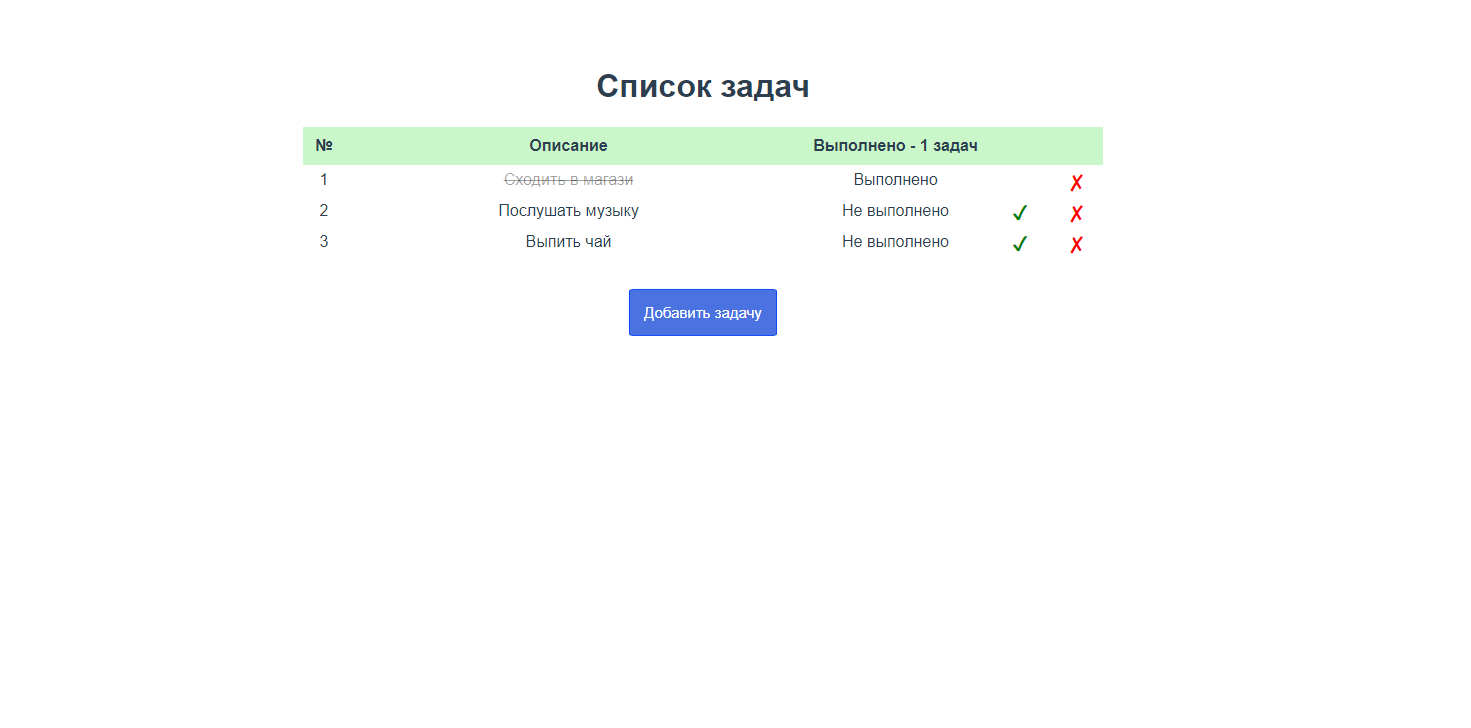 Список задач
№ Описание Выполнено - 1 задач
1 Сходить в магази Выполнено ✗
2 Послушать музыку Не выполнено ✓ ✗
3 Выпить чай Не выполнено ✓ ✗
Добавить задачу